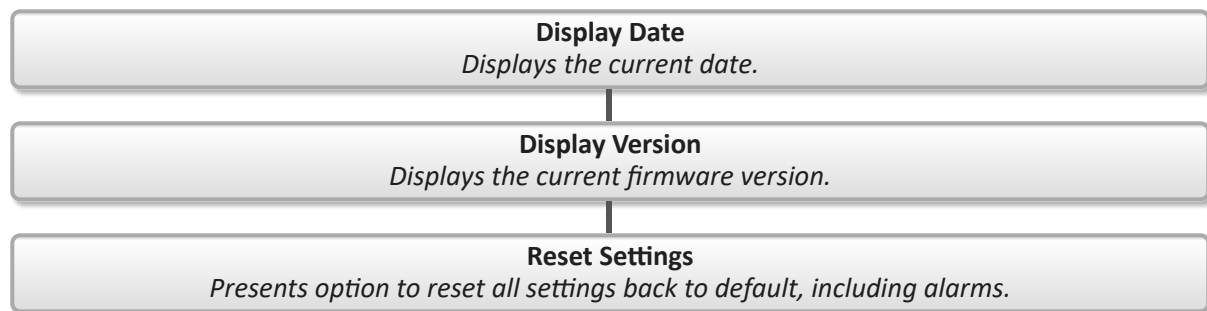 Display Date
Displays the current date.
Display Version
Displays the current firmware version.
Reset Settings
Presents option to reset all settings back to default, including alarms.